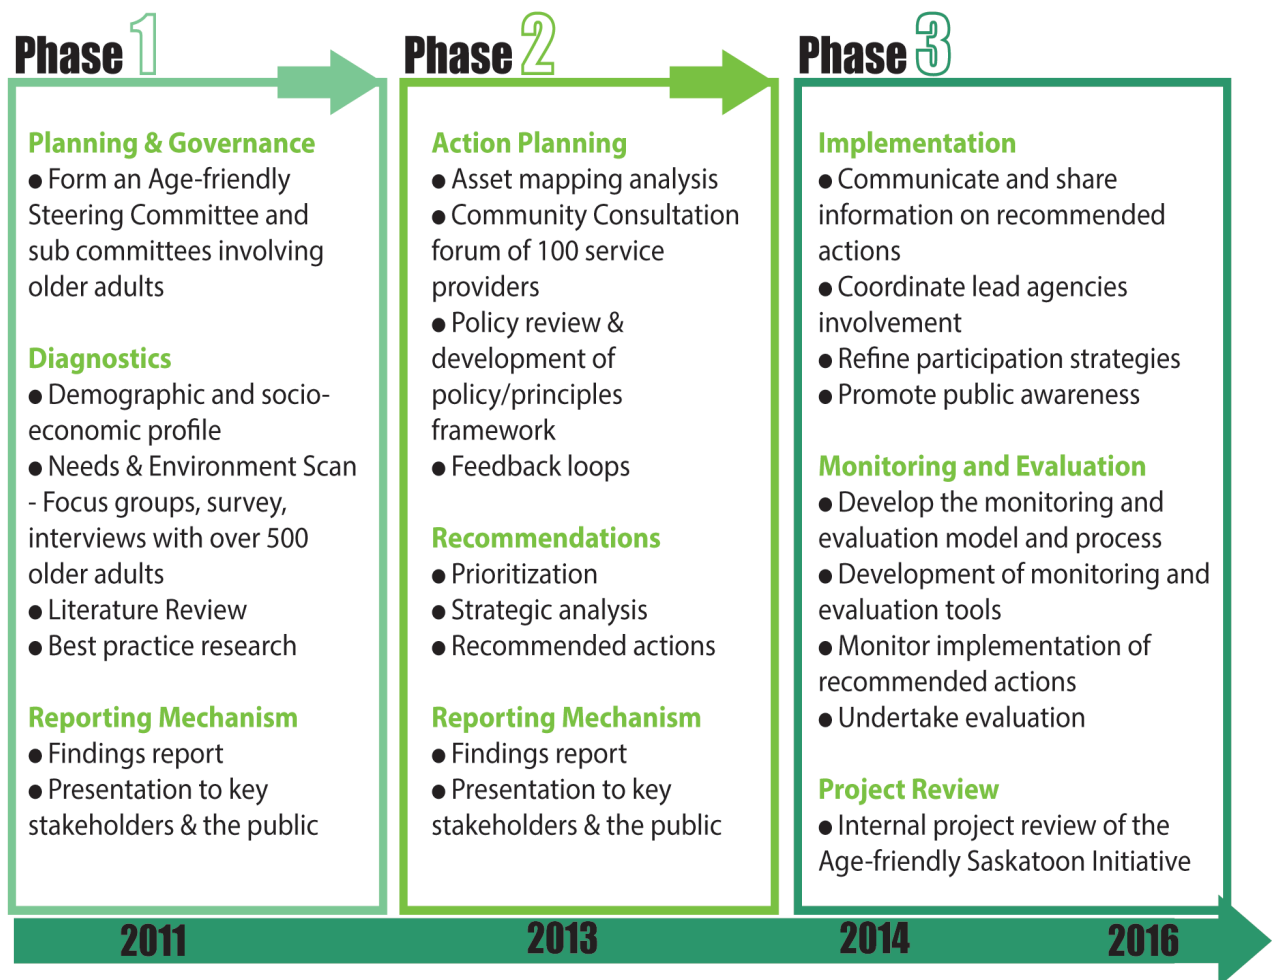 Phase 1
Planning & Governance
● Form an Age-friendly
Steering Committee and
sub committees involving
older adults
Diagnostics
● Demographic and socio-
economic profile
● Needs & Environment Scan
- Focus groups, survey,
interviews with over 500
older adults
● Literature Review
● Best practice research
Reporting Mechanism
● Findings report
● Presentation to key
stakeholders & the public
Phase 2
Action Planning
● Asset mapping analysis
● Community Consultation
forum of 100 service
providers
● Policy review &
development of
policy/principles
framework
● Feedback loops
Recommendations
● Prioritization
● Strategic analysis
● Recommended actions
Reporting Mechanism
● Findings report
● Presentation to key
stakeholders & the public
Phase 3
Implementation
● Communicate and share
information on recommended
actions
● Coordinate lead agencies
involvement
● Refine participation strategies
● Promote public awareness
Monitoring and Evaluation
● Develop the monitoring and
evaluation model and process
● Development of monitoring and
evaluation tools
● Monitor implementation of
recommended actions
● Undertake evaluation
Project Review
● Internal project review of the
Age-friendly Saskatoon Initiative
2011 2013 2014 2016